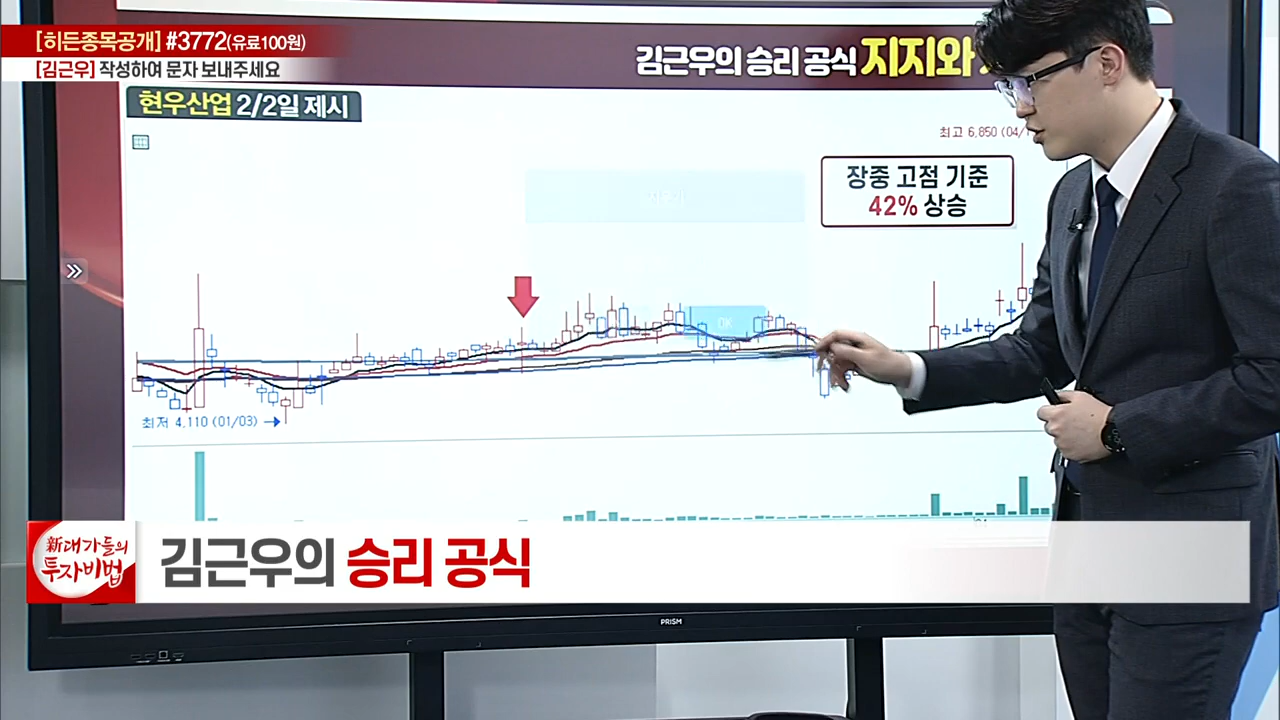 [히든종목공개] #3772(유료100원)
[김근우] 작성하여 문자 보내주세요
김근우의 승리 공식 지지와
현우산업 2/2일 제시
최고 6,850 (04/1
장중 고점 기준
42% 상승
OK
최저 4,110 (01/03)
新대가들의
투자비법
김근우의 승리 공식
PRISM